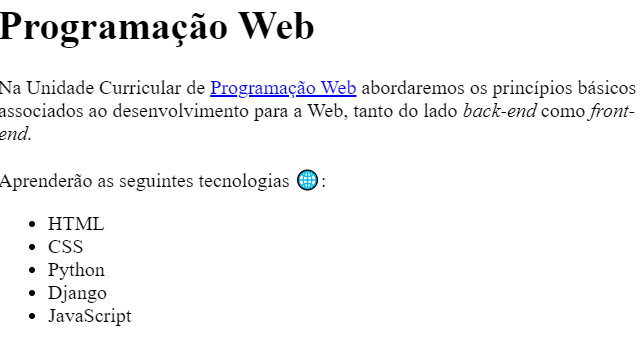 Programação Web
Na Unidade Curricular de Programação Web abordaremos os princípios básicos
associados ao desenvolvimento para a Web, tanto do lado back-end como front-
end.
Aprenderão as seguintes tecnologias 🌐:
• HTML
• CSS
• Python
• Django
• JavaScript